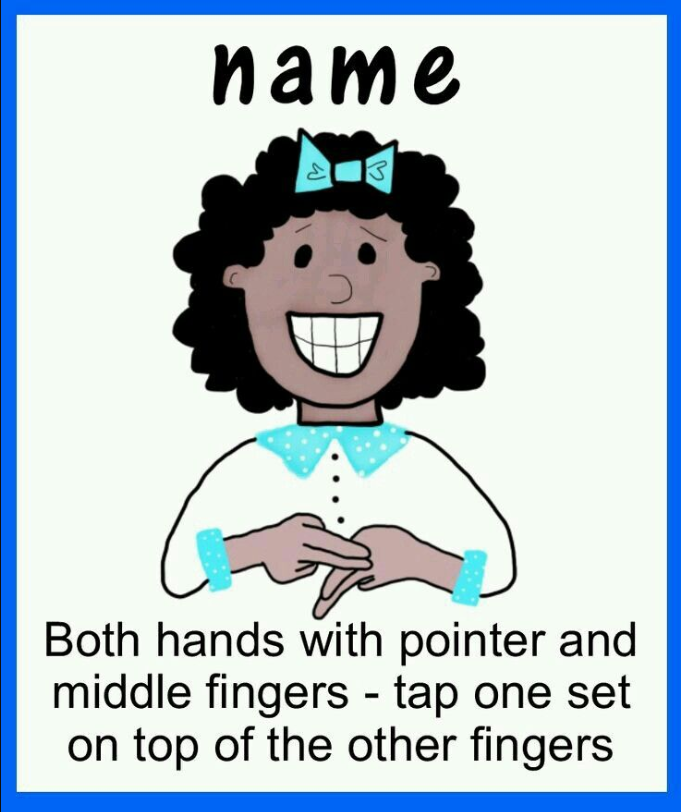 name
Both hands with pointer and
middle fingers - tap one set
on top of the other fingers